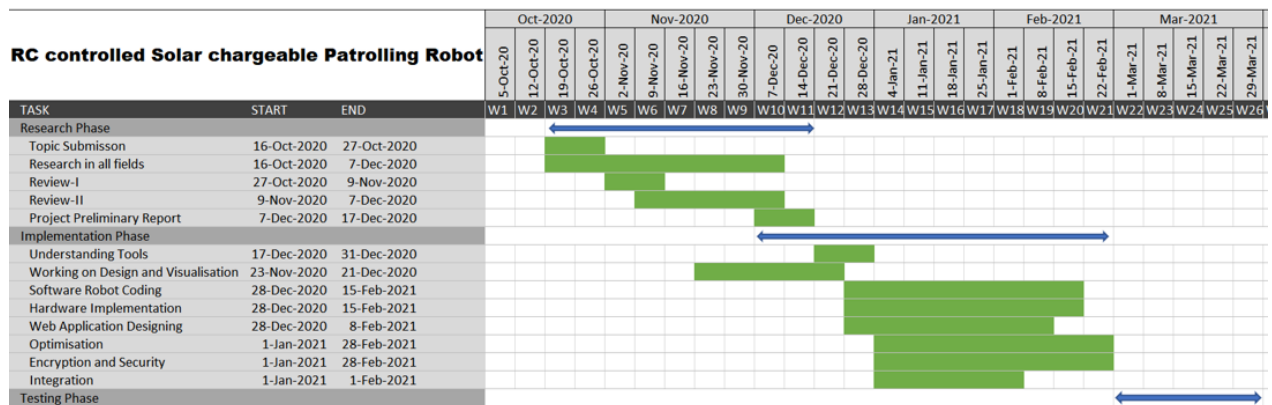 Oct-2020 Nov-2020 Dec-2020 Jan-2021 Feb-2021 Mar-2021
RC controlled Solar chargeable Patrolling Robot
5-Oct-20 12-Oct-20 19-Oct-20 26-Oct-20 2-Nov-20 9-Nov-20 16-Nov-20 23-Nov-20 30-Nov-20 7-Dec-20 14-Dec-20 21-Dec-20 28-Dec-20 4-Jan-21 11-Jan-21 18-Jan-21 25-Jan-21 1-Feb-21 8-Feb-21 15-Feb-21 22-Feb-21 1-Mar-21 8-Mar-21 15-Mar-21 22-Mar-21 29-Mar-21
TASK START END W1 W2 W3 W4 W5 W6 W7 W8 W9 W10 W11 W12 W13 W14 W15 W16 W17 W18 W19 W20 W21 W22 W23 W24 W25 W26
Research Phase
Topic Submisson 16-Oct-2020 27-Oct-2020
Research in all fields 16-Oct-2020 7-Dec-2020
Review-I 27-Oct-2020 9-Nov-2020
Review-II 9-Nov-2020 7-Dec-2020
Project Preliminary Report 7-Dec-2020 17-Dec-2020
Implementation Phase
Understanding Tools 17-Dec-2020 31-Dec-2020
Working on Design and Visualisation 23-Nov-2020 21-Dec-2020
Software Robot Coding 28-Dec-2020 15-Feb-2021
Hardware Implementation 28-Dec-2020 15-Feb-2021
Web Application Designing 28-Dec-2020 8-Feb-2021
Optimisation 1-Jan-2021 28-Feb-2021
Encryption and Security 1-Jan-2021 28-Feb-2021
Integration 1-Jan-2021 1-Feb-2021
Testing Phase